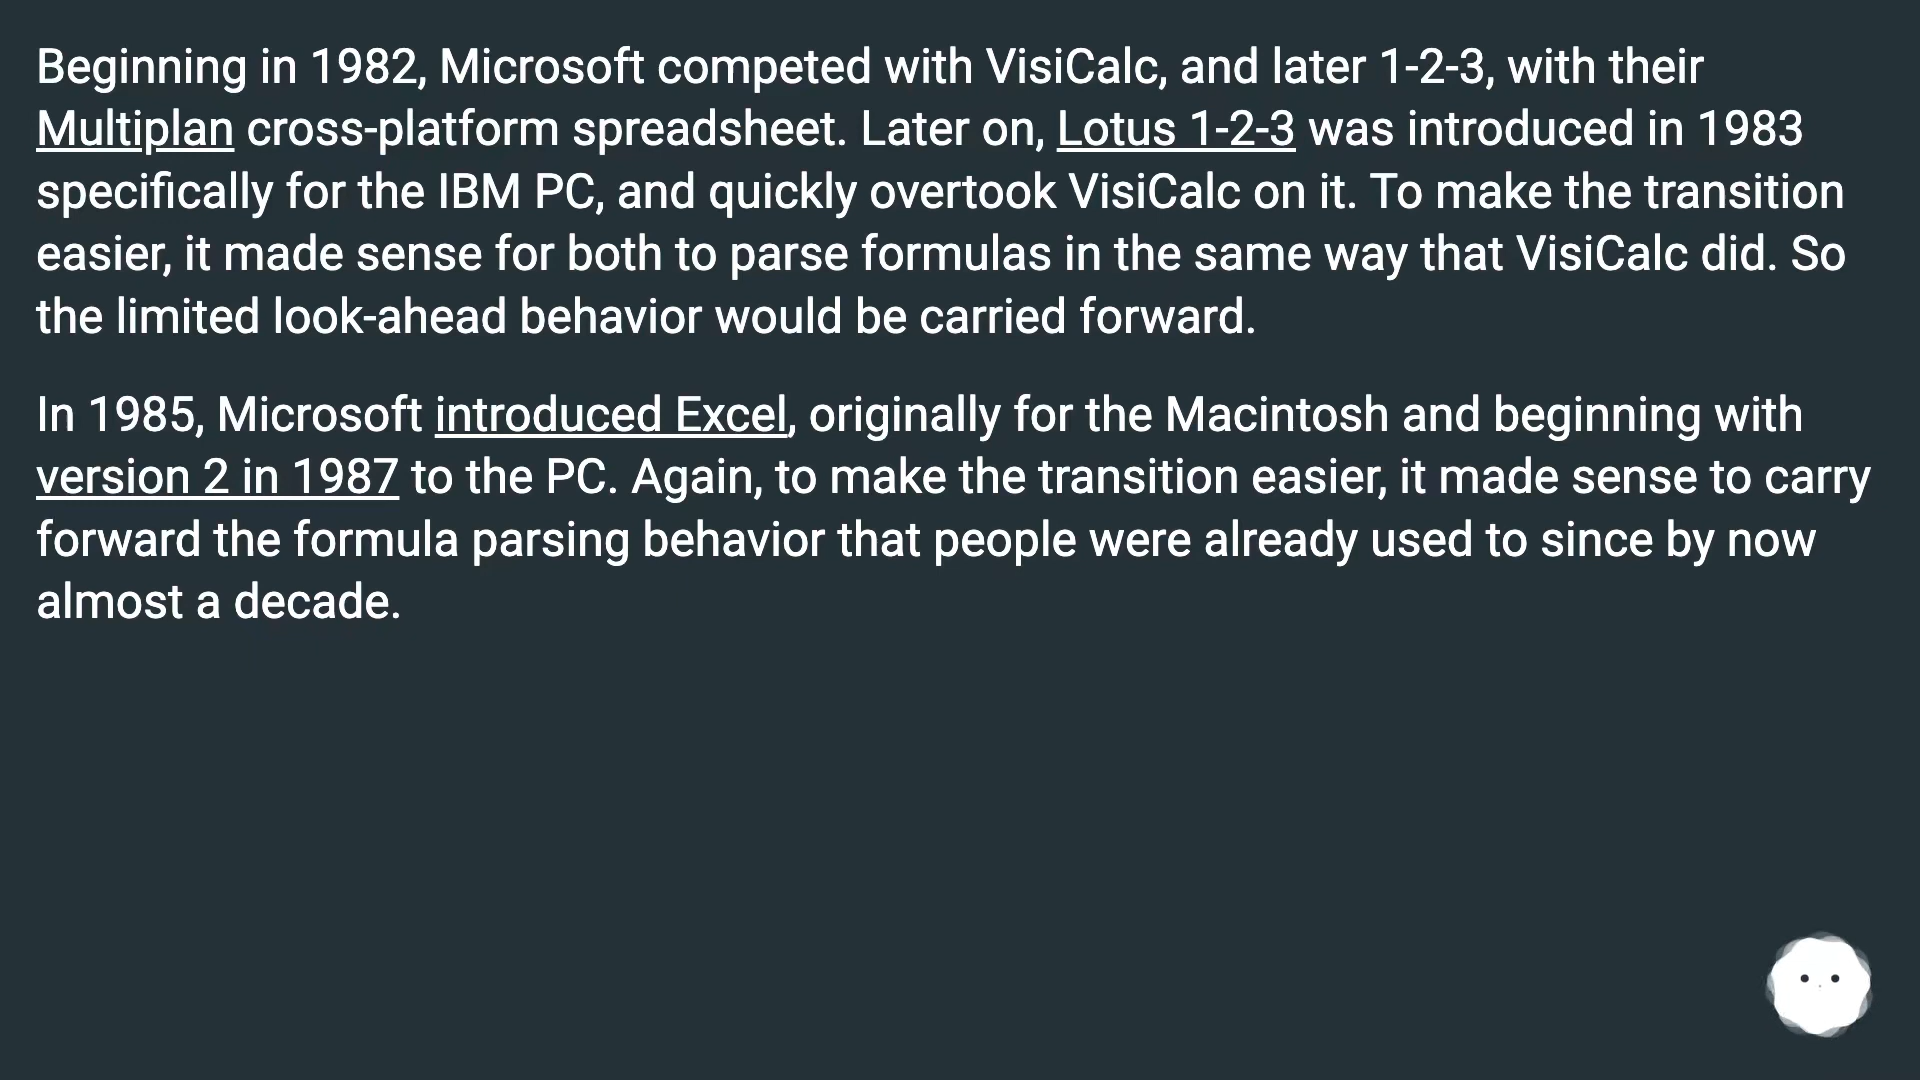 Beginning in 1982, Microsoft competed with VisiCalc, and later 1-2-3, with their
Multiplan cross-platform spreadsheet. Later on, Lotus 1-2-3 was introduced in 1983
specifically for the IBM PC, and quickly overtook VisiCalc on it. To make the transition
easier, it made sense for both to parse formulas in the same way that VisiCalc did. So
the limited look-ahead behavior would be carried forward.
In 1985, Microsoft introduced Excel, originally for the Macintosh and beginning with
version 2 in 1987 to the PC. Again, to make the transition easier, it made sense to carry
forward the formula parsing behavior that people were already used to since by now
almost a decade.